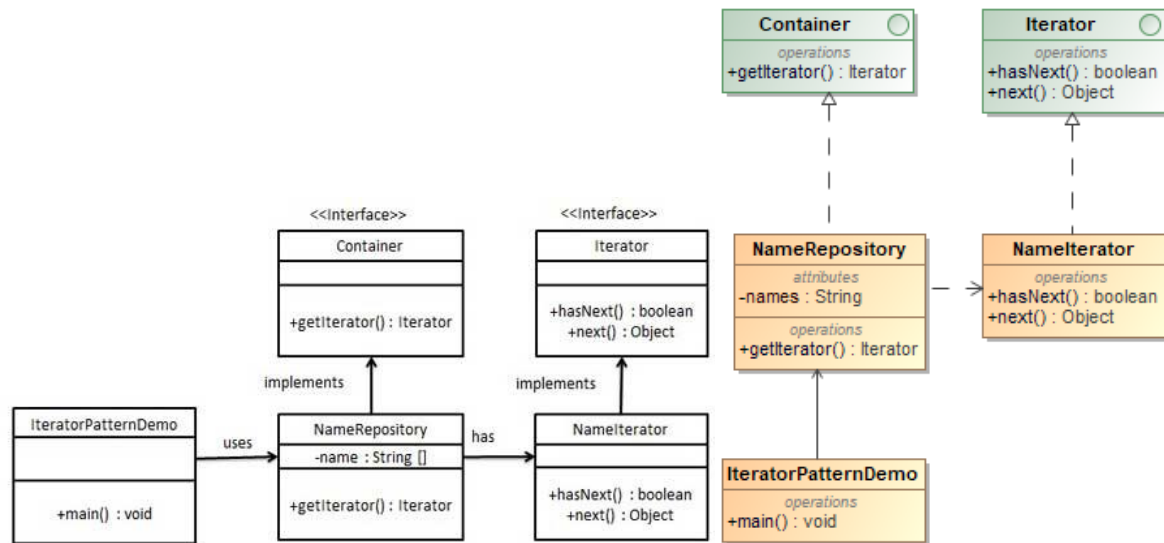 <<Interface>>
Container
+getIterator() : Iterator
<<Interface>>
Iterator
+hasNext() : boolean
+next() : Object
implements
implements
IteratorPatternDemo
+main() : void
uses
NameRepository
-name : String []
+getIterator() : Iterator
has
NameIterator
+hasNext() : boolean
+next() : Object
Container
operations
+getIterator() : Iterator
Iterator
operations
+hasNext() : boolean
+next() : Object
NameRepository
attributes
-names : String
operations
+getIterator() : Iterator
NameIterator
operations
+hasNext() : boolean
+next() : Object
IteratorPatternDemo
operations
+main() : void